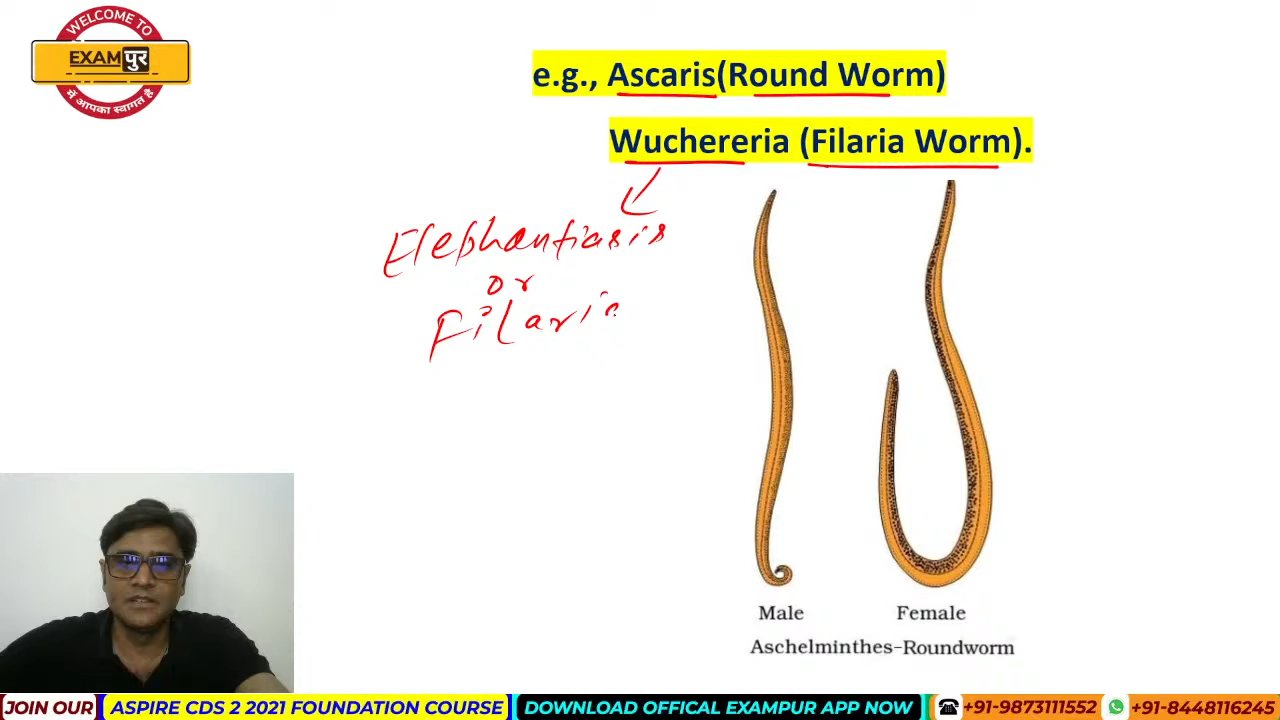 WELCOME TO
EXAMपुर
में आपका स्वागत है
e.g., Ascaris(Round Worm)
Wuchereria (Filaria Worm).
Elephantiasis
or
Filaria
Male
Female
Aschelminthes-Roundworm
JOIN OUR ASPIRE CDS 2 2021 FOUNDATION COURSE DOWNLOAD OFFICAL EXAMPUR APP NOW +91-9873111552 +91-8448116245